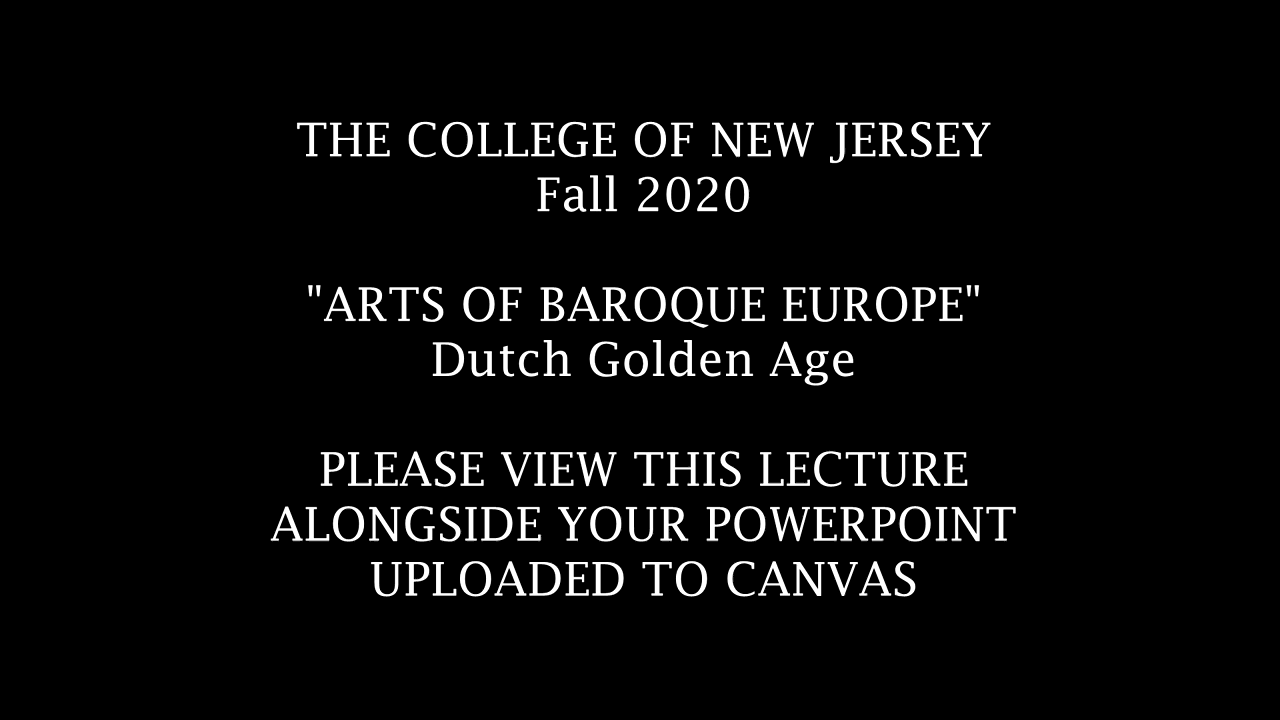 THE COLLEGE OF NEW JERSEY
Fall 2020
"ARTS OF BAROQUE EUROPE"
Dutch Golden Age
PLEASE VIEW THIS LECTURE
ALONGSIDE YOUR POWERPOINT
UPLOADED TO CANVAS